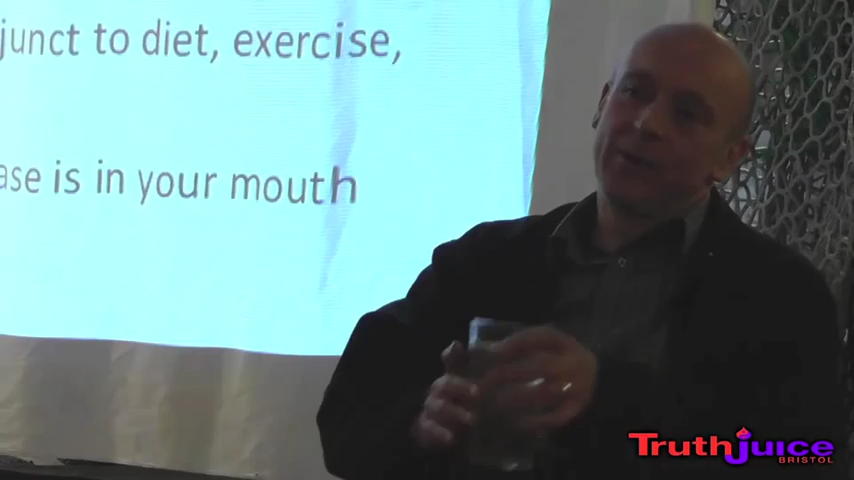 junct to diet, exercise,
ase is in your mouth
Truthjuice
BRISTOL